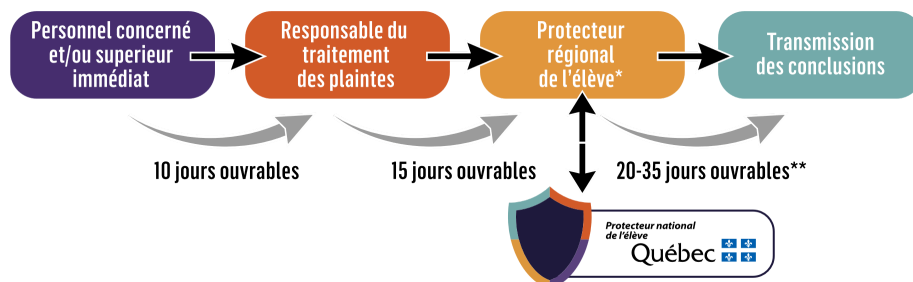 Personnel concerné
et/ou superieur
immédiat
Responsable du
traitement
des plaintes
Protecteur
régional
de l'élève*
Transmission
des conclusions
10 jours ouvrables
15 jours ouvrables
20-35 jours ouvrables**
Protecteur national
de l'élève
Québec